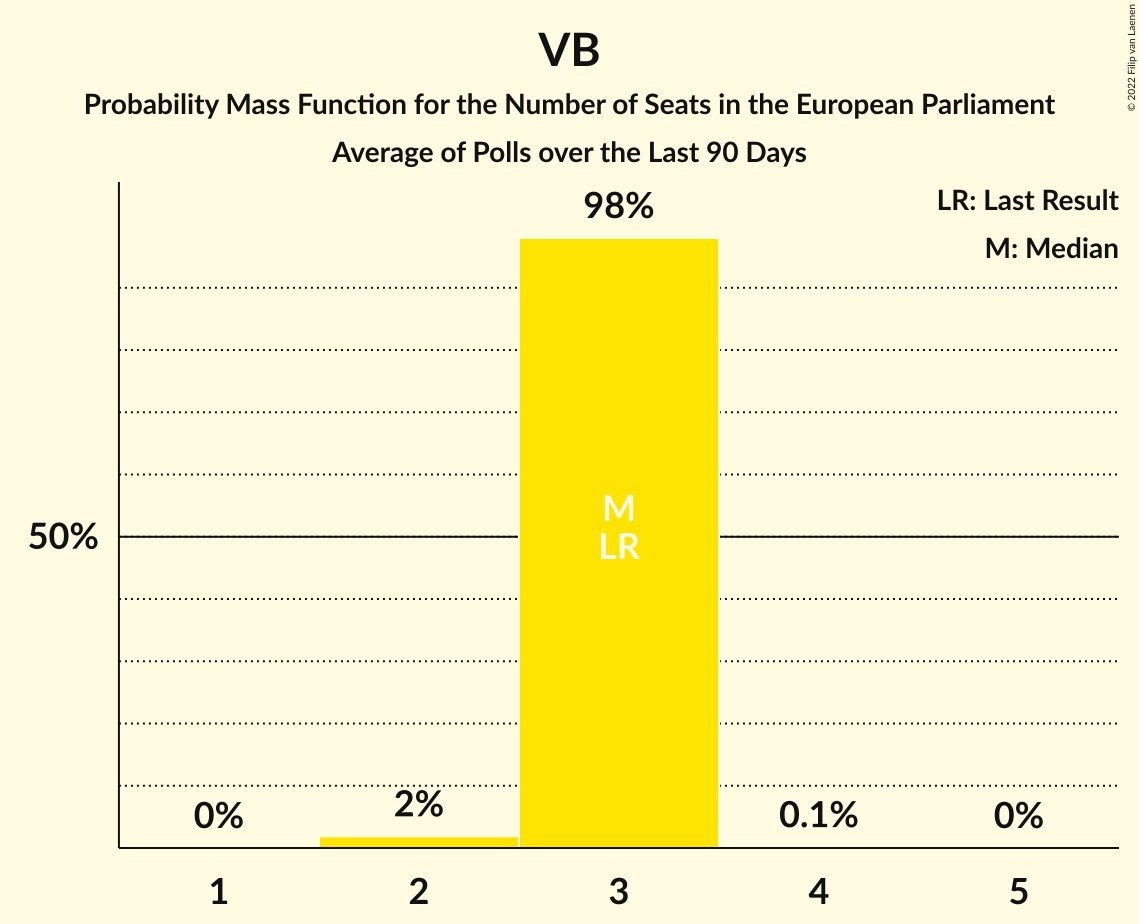 VB
Probability Mass Function for the Number of Seats in the European Parliament
Average of Polls over the Last 90 Days
© 2022 Filip van Laenen
LR: Last Result
M: Median
98%
M
LR
50%
0%
2%
0.1%
0%
1 2 3 4 5